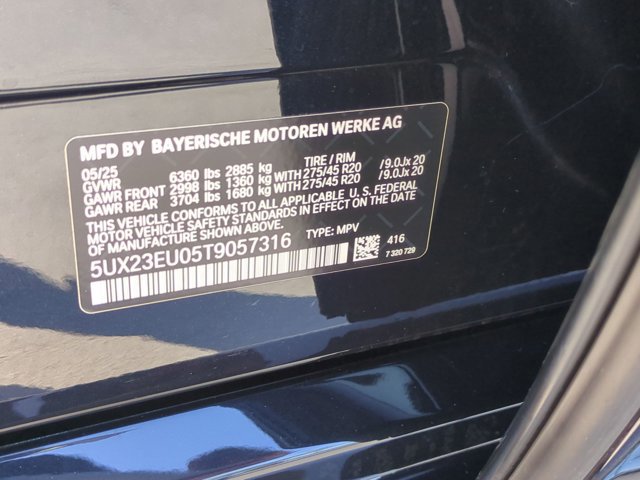 MFD BY BAYERISCHE MOTOREN WERKE AG
05/25 TIRE / RIM
GVWR 6360 lbs 2885 kg
GAWR FRONT 2998 lbs 1360 kg WITH 275/45 R20 /9.0Jx 20
GAWR REAR 3704 lbs 1680 kg WITH 275/45 R20 /9.0Jx 20
THIS VEHICLE CONFORMS TO ALL APPLICABLE U.S. FEDERAL
MOTOR VEHICLE SAFETY STANDARDS IN EFFECT ON THE
DATE OF MANUFACTURE SHOWN ABOVE.
5UX23EU05T9057316 TYPE: MPV
416
7 320 729